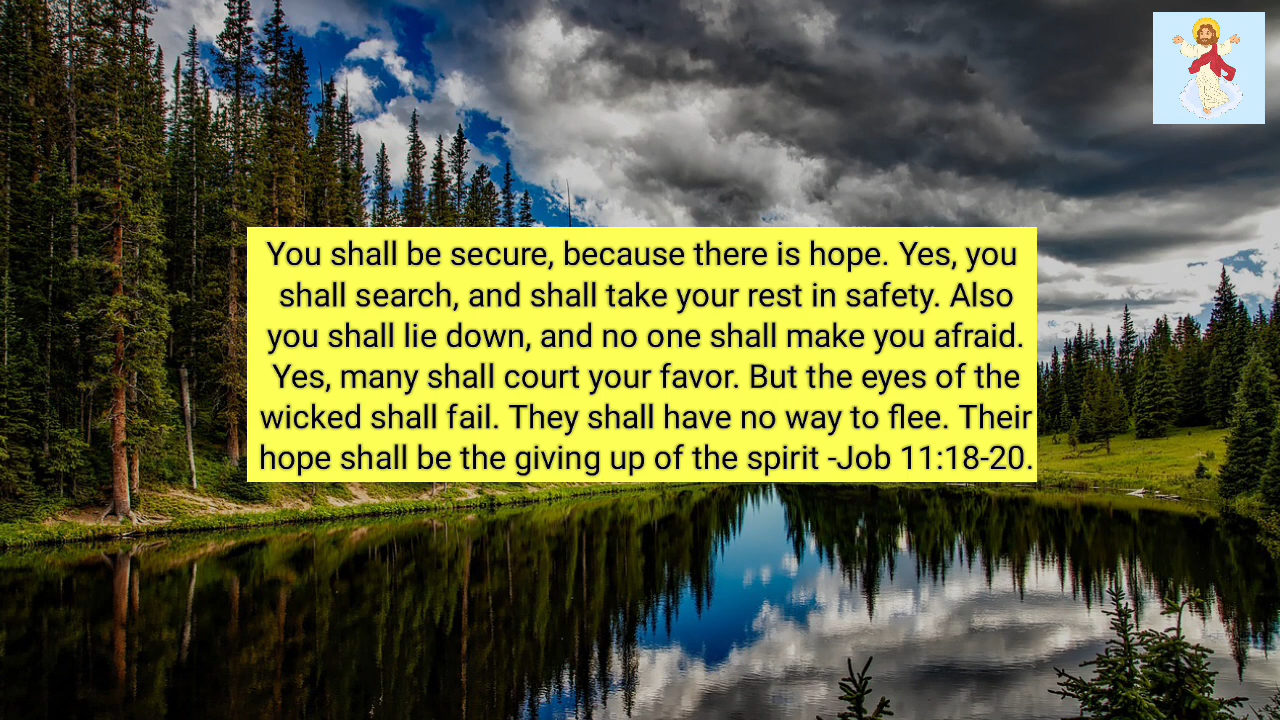 You shall be secure, because there is hope. Yes, you
shall search, and shall take your rest in safety. Also
you shall lie down, and no one shall make you afraid.
Yes, many shall court your favor. But the eyes of the
wicked shall fail. They shall have no way to flee. Their
hope shall be the giving up of the spirit -Job 11:18-20.